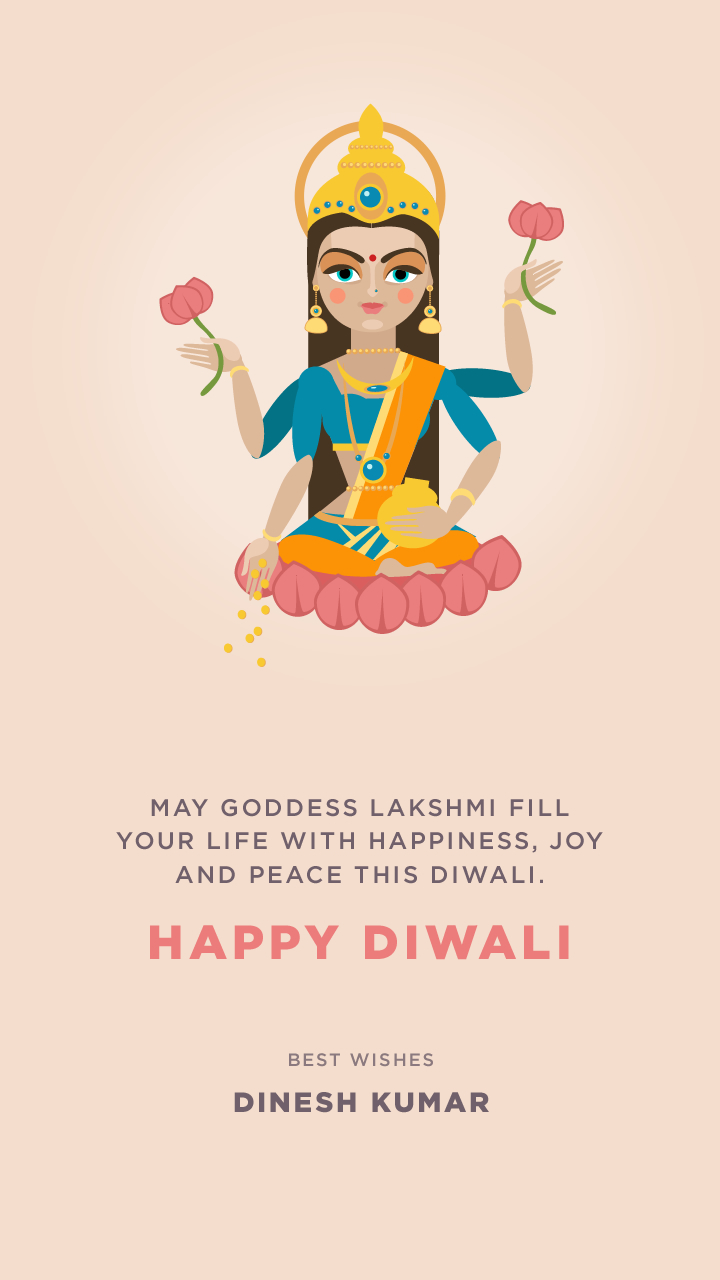 MAY GODDESS LAKSHMI FILL
YOUR LIFE WITH HAPPINESS, JOY
AND PEACE THIS DIWALI.
HAPPY DIWALI
BEST WISHES
DINESH KUMAR